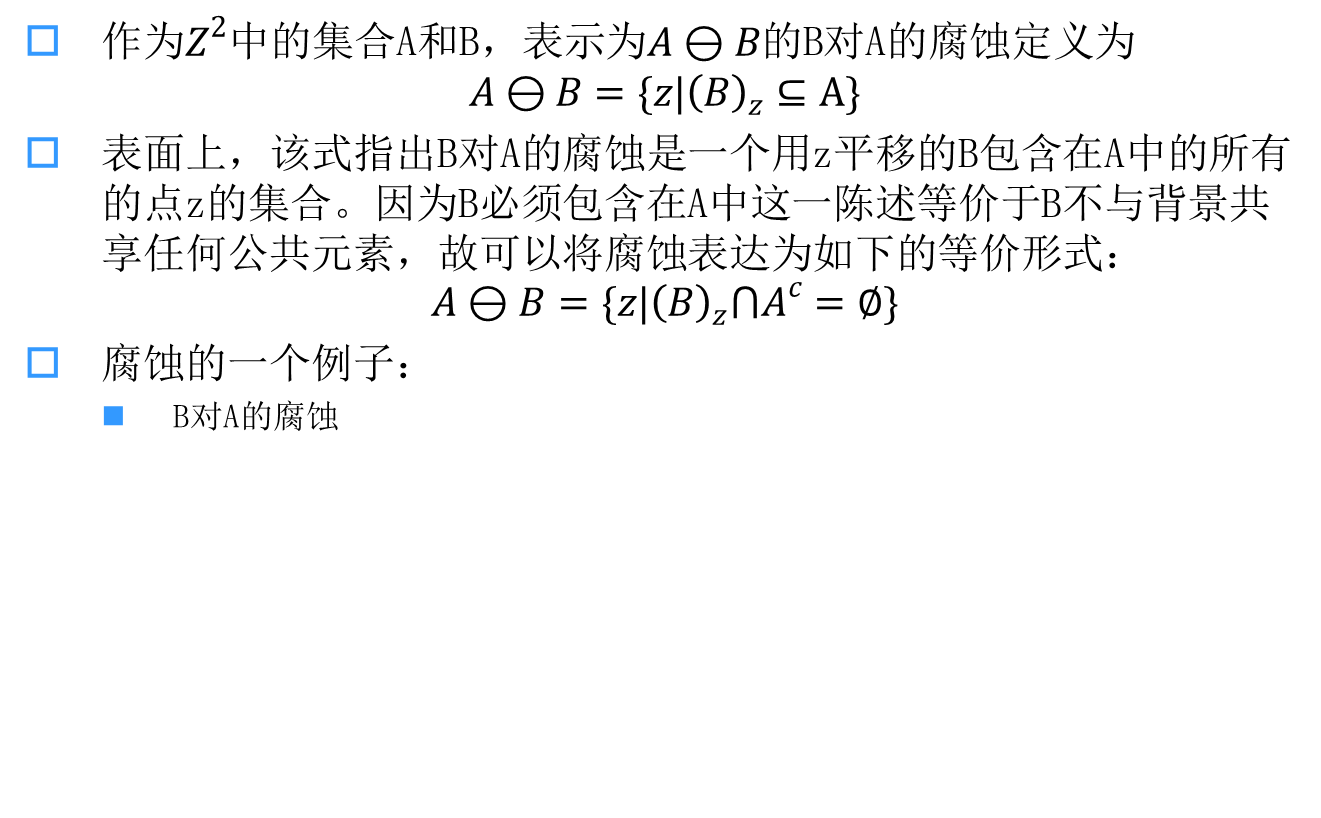 作为Z²中的集合A和B，表示为A ⊖ B的B对A的腐蚀定义为
A ⊖ B = {z|(B)_z ⊆ A}
表面上，该式指出B对A的腐蚀是一个用z平移的B包含在A中的所有
的点z的集合。因为B必须包含在A中这一陈述等价于B不与背景共
享任何公共元素，故可以将腐蚀表达为如下的等价形式：
A ⊖ B = {z|(B)_z⋂A^c = ∅}
腐蚀的一个例子：
B对A的腐蚀